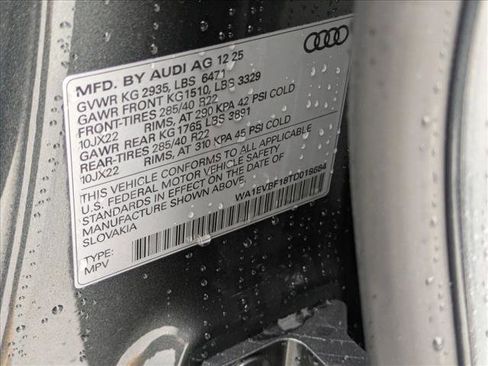 MFD. BY AUDI AG 12 25
GVWR KG 2935, LBS 6471
GAWR FRONT KG 1510, LBS 3329
FRONT-TIRES 285/40 R22
10JX22 RIMS, AT 290 KPA 42 PSI COLD
GAWR REAR KG 1765 LBS 3891
REAR-TIRES 285/40 R22
10JX22 RIMS, AT 310 KPA 45 PSI COLD
THIS VEHICLE CONFORMS TO ALL APPLICABLE
U.S. FEDERAL MOTOR VEHICLE SAFETY
STANDARDS IN EFFECT ON THE DATE OF
MANUFACTURE SHOWN ABOVE.
SLOVAKIA
WA1EVBF18TD019684
TYPE:
MPV